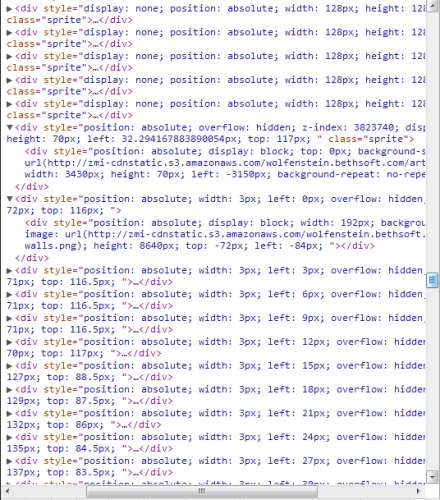 ▶<div style="display: none; position: absolute; width: 128px; height: 128
class="sprite">…</div>
▶<div style="display: none; position: absolute; width: 128px; height: 128
class="sprite">…</div>
▶<div style="display: none; position: absolute; width: 128px; height: 128
class="sprite">…</div>
▶<div style="display: none; position: absolute; width: 128px; height: 128
class="sprite">…</div>
▶<div style="display: none; position: absolute; width: 128px; height: 128
class="sprite">…</div>
▼<div style="position: absolute; overflow: hidden; z-index: 3823740; disp
height: 70px; left: 32.294167883890054px; top: 117px; " class="sprite">
<div style="position: absolute; display: block; top: 0px; background-s
url(http://zmi-cdnstatic.s3.amazonaws.com/wolfenstein.bethsoft.com/art
width: 3430px; height: 70px; left: -3150px; background-repeat: no-repe
</div>
▼<div style="position: absolute; width: 3px; left: 0px; overflow: hidden
72px; top: 116px; ">
<div style="position: absolute; display: block; width: 192px; backgrou
image: url(http://zmi-cdnstatic.s3.amazonaws.com/wolfenstein.bethsoft.
walls.png); height: 8640px; top: -72px; left: -84px; "></div>
</div>
▶<div style="position: absolute; width: 3px; left: 3px; overflow: hidden
71px; top: 116.5px; ">…</div>
▶<div style="position: absolute; width: 3px; left: 6px; overflow: hidden
71px; top: 116.5px; ">…</div>
▶<div style="position: absolute; width: 3px; left: 9px; overflow: hidden
71px; top: 116.5px; ">…</div>
▶<div style="position: absolute; width: 3px; left: 12px; overflow: hidden
70px; top: 117px; ">…</div>
▶<div style="position: absolute; width: 3px; left: 15px; overflow: hidden
127px; top: 88.5px; ">…</div>
▶<div style="position: absolute; width: 3px; left: 18px; overflow: hidden
129px; top: 87.5px; ">…</div>
▶<div style="position: absolute; width: 3px; left: 21px; overflow: hidden
132px; top: 86px; ">…</div>
▶<div style="position: absolute; width: 3px; left: 24px; overflow: hidden
135px; top: 84.5px; ">…</div>
▶<div style="position: absolute; width: 3px; left: 27px; overflow: hidden
137px; top: 83.5px; ">…</div>